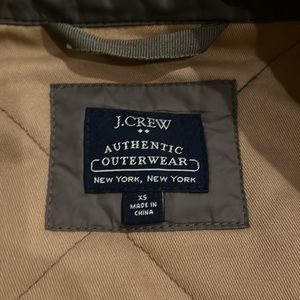 J.CREW
AUTHENTIC
OUTERWEAR
NEW YORK, NEW YORK
XS
MADE IN
CHINA